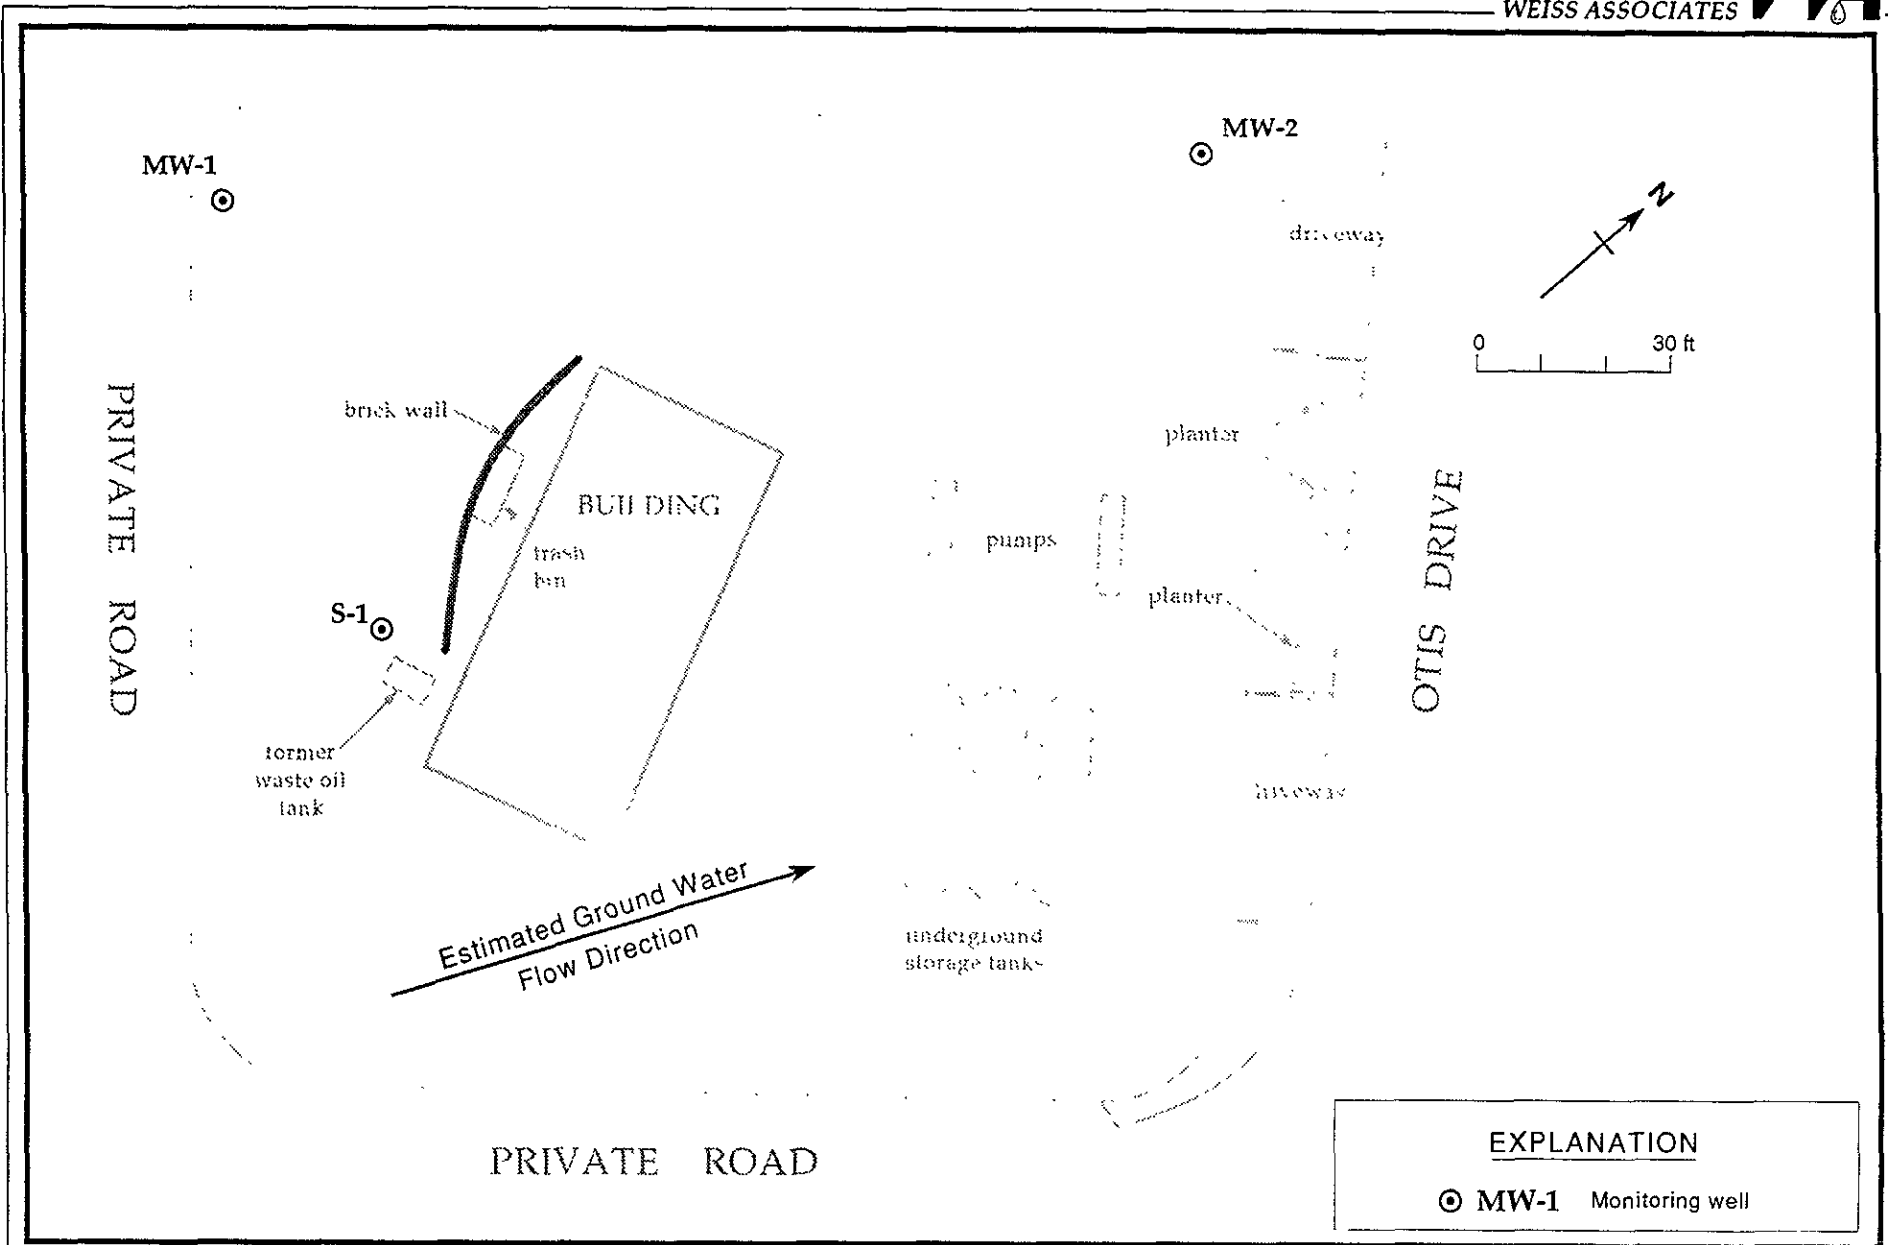 WEISS ASSOCIATES
MW-1
MW-2
N
driveway
0 30 ft
brick wall
planter
BUILDING
PRIVATE ROAD
trash
bin
pumps
planter
OTIS DRIVE
S-1
former
waste oil
tank
driveway
Estimated Ground Water
Flow Direction
underground
storage tanks
PRIVATE ROAD
EXPLANATION
MW-1 Monitoring well